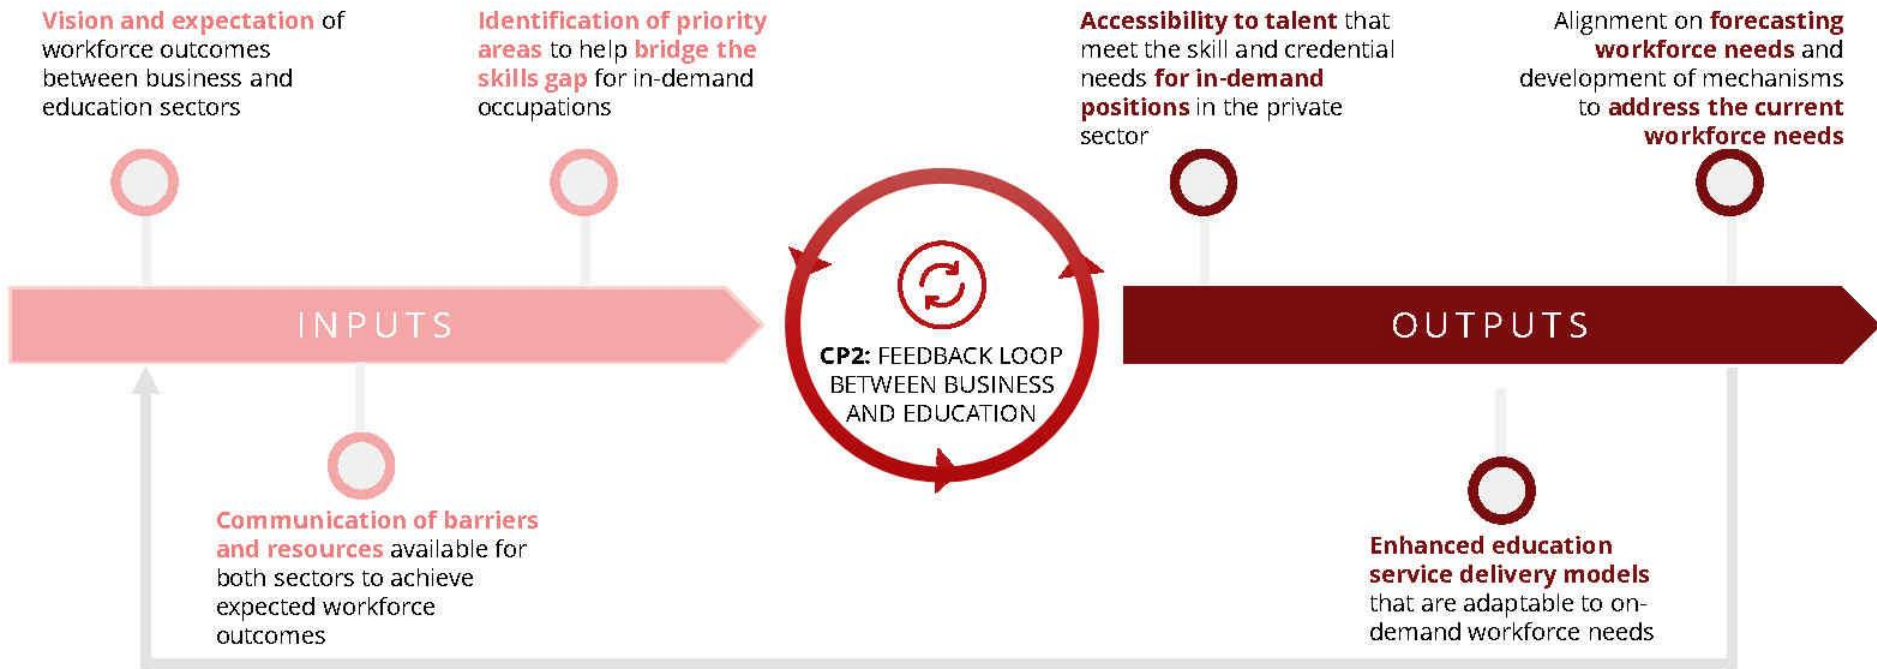 Vision and expectation of
workforce outcomes
between business and
education sectors
Identification of priority
areas to help bridge the
skills gap for in-demand
occupations
Accessibility to talent that
meet the skill and credential
needs for in-demand
positions in the private
sector
Alignment on forecasting
workforce needs and
development of mechanisms
to address the current
workforce needs
INPUTS
CP2: FEEDBACK LOOP
BETWEEN BUSINESS
AND EDUCATION
OUTPUTS
Communication of barriers
and resources available for
both sectors to achieve
expected workforce
outcomes
Enhanced education
service delivery models
that are adaptable to on-
demand workforce needs